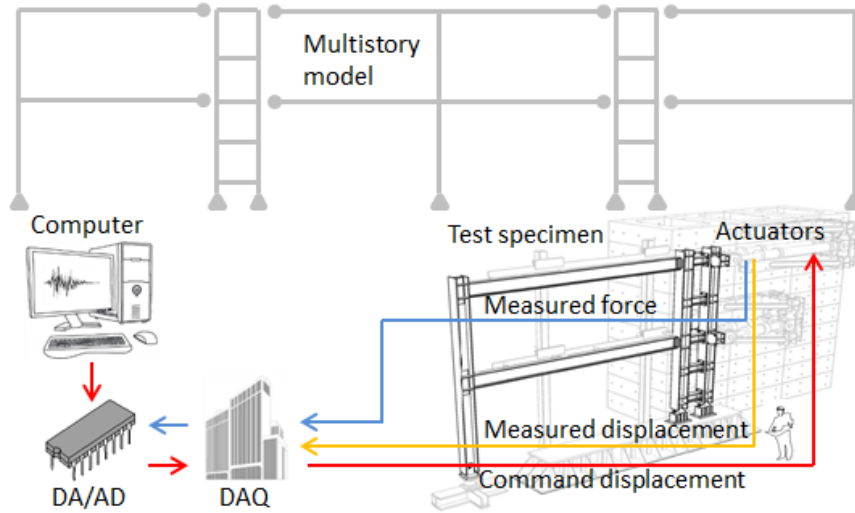 Multistory
model
Computer
Test specimen
Actuators
Measured force
Measured displacement
Command displacement
DA/AD
DAQ